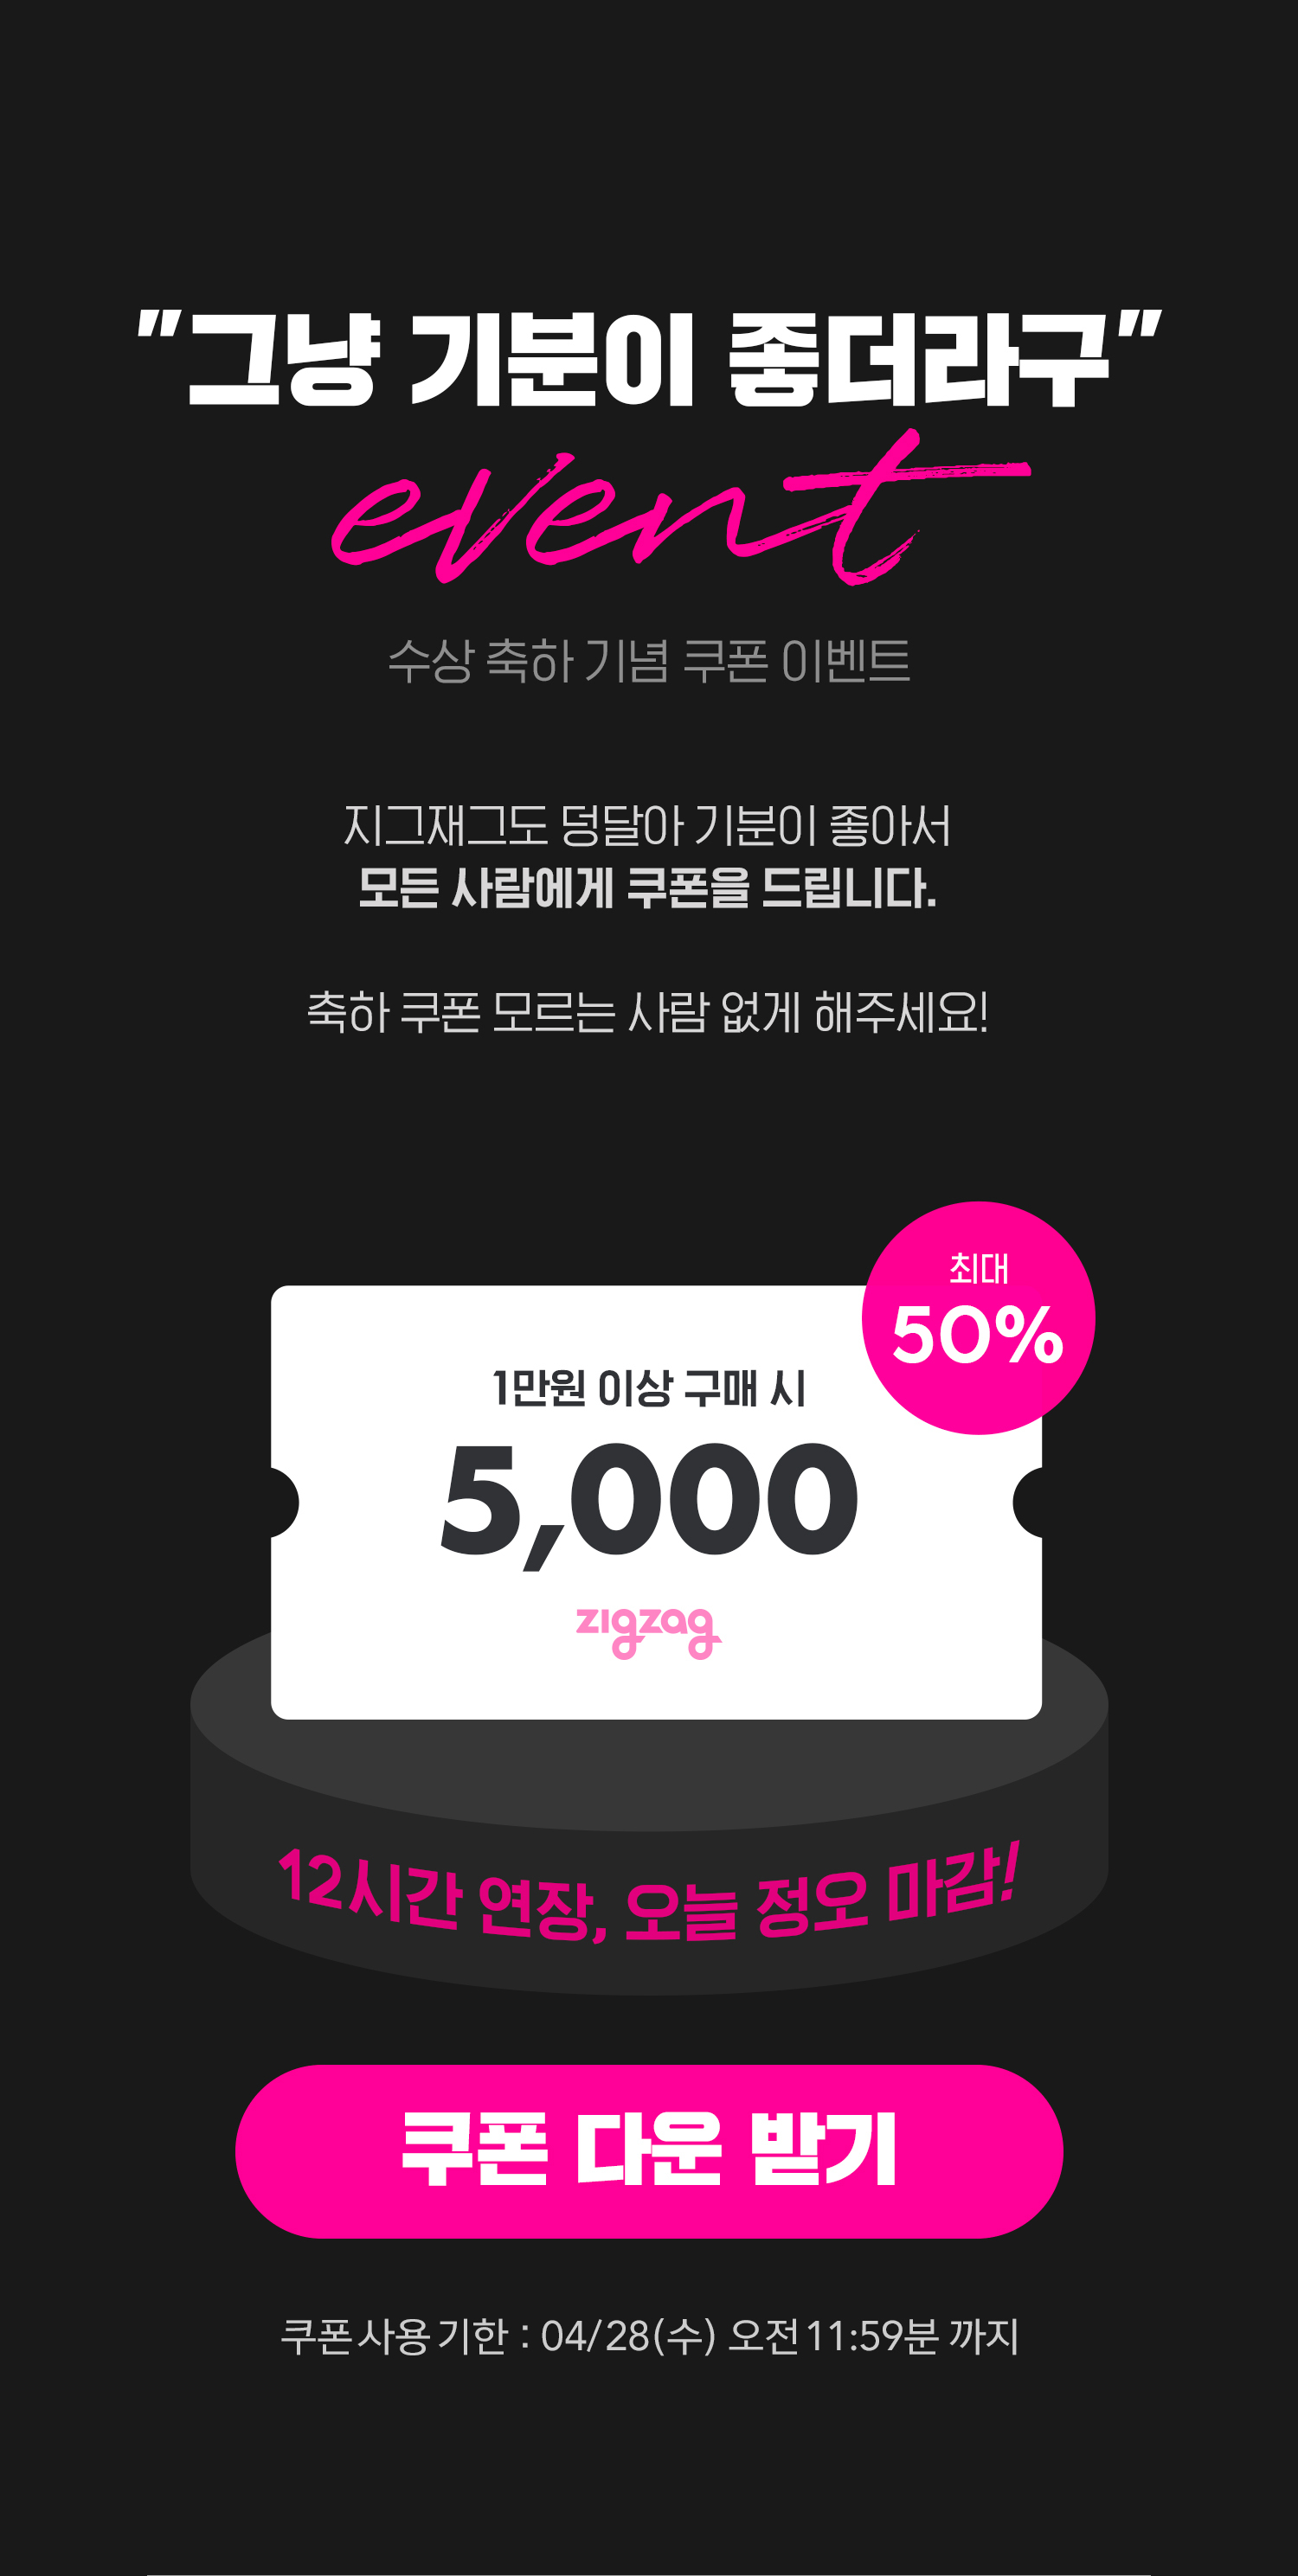 "그냥 기분이 좋더라구"
event
수상 축하 기념 쿠폰 이벤트
지그재그도 덩달아 기분이 좋아서
모든 사람에게 쿠폰을 드립니다.
축하 쿠폰 모르는 사람 없게 해주세요!
최대
50%
1만원 이상 구매 시
5,000
zigzag
12시간 연장, 오늘 정오 마감!
쿠폰 다운 받기
쿠폰 사용 기한 : 04/28(수) 오전 11:59분 까지